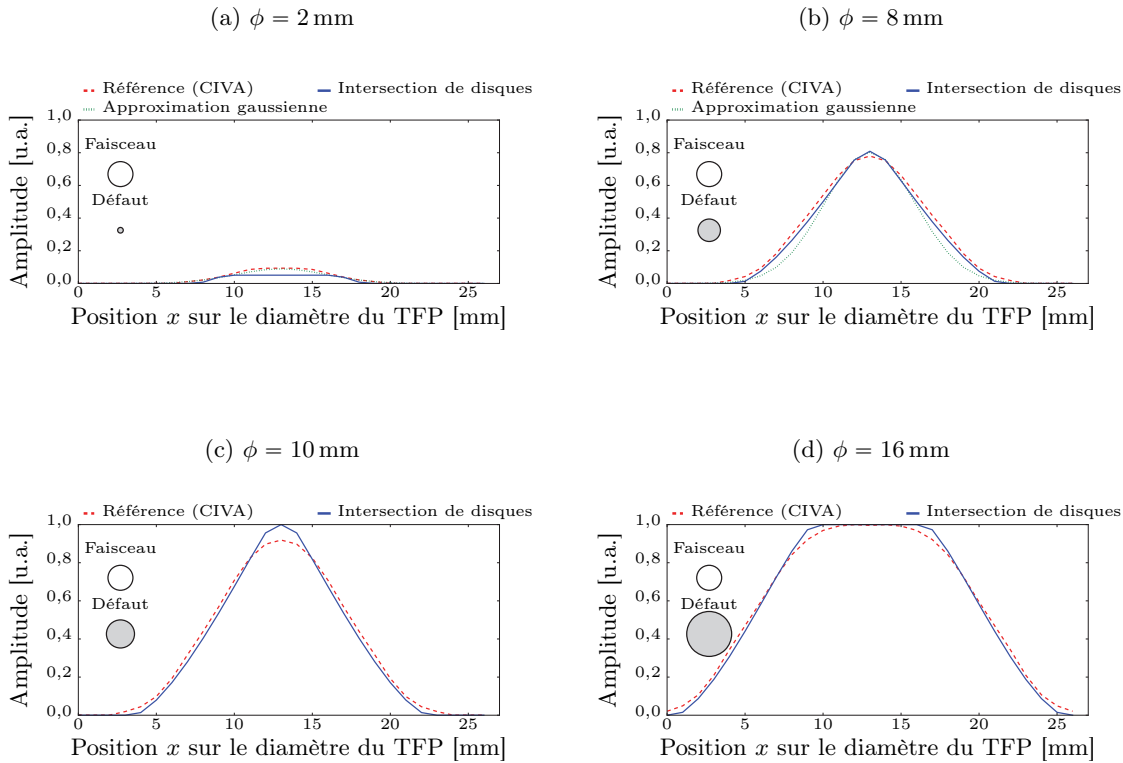 (a) ϕ = 2 mm
Référence (CIVA)
Intersection de disques
Approximation gaussienne
Amplitude [u.a.]
1,0
0,8
0,6
0,4
0,2
0,0
Faisceau
Défaut
0 5 10 15 20 25
Position x sur le diamètre du TFP [mm]
(b) ϕ = 8 mm
Référence (CIVA)
Intersection de disques
Approximation gaussienne
Amplitude [u.a.]
1,0
0,8
0,6
0,4
0,2
0,0
Faisceau
Défaut
0 5 10 15 20 25
Position x sur le diamètre du TFP [mm]
(c) ϕ = 10 mm
Référence (CIVA)
Intersection de disques
Amplitude [u.a.]
1,0
0,8
0,6
0,4
0,2
0,0
Faisceau
Défaut
0 5 10 15 20 25
Position x sur le diamètre du TFP [mm]
(d) ϕ = 16 mm
Référence (CIVA)
Intersection de disques
Amplitude [u.a.]
1,0
0,8
0,6
0,4
0,2
0,0
Faisceau
Défaut
0 5 10 15 20 25
Position x sur le diamètre du TFP [mm]